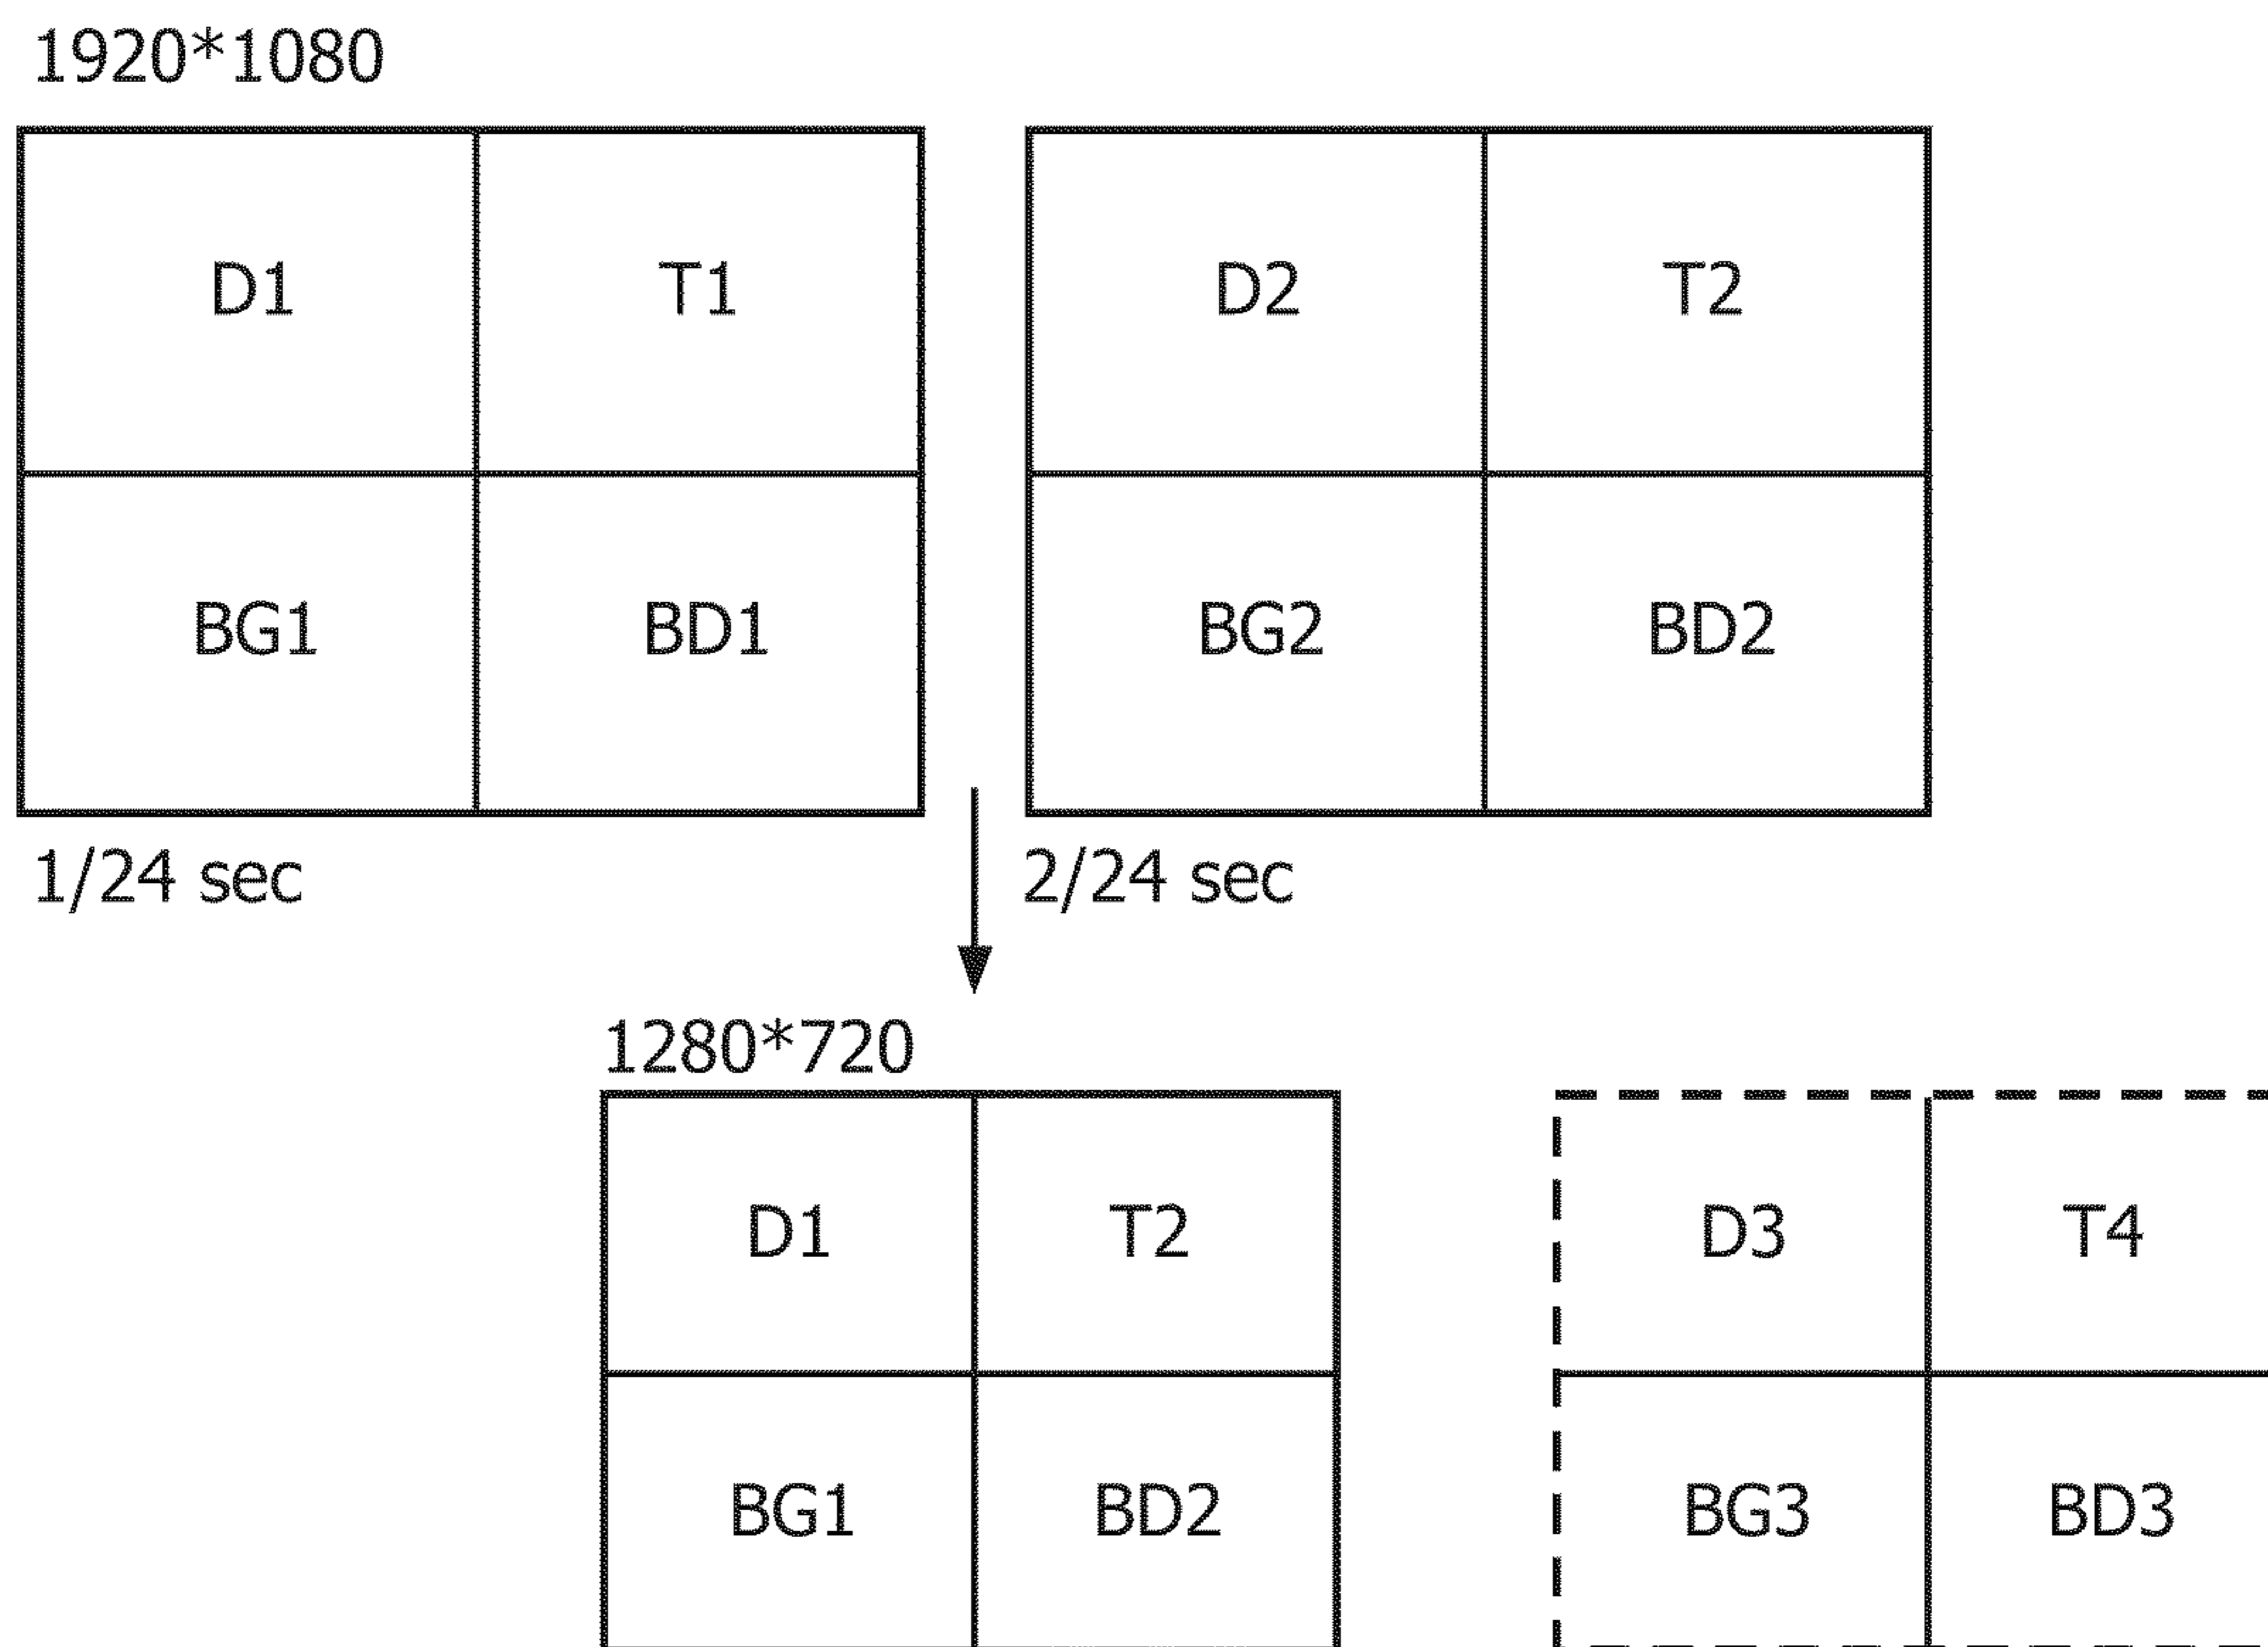 1920*1080
D1 T1 D2 T2
BG1 BD1 BG2 BD2
1/24 sec 2/24 sec
1280*720
D1 T2 D3 T4
BG1 BD2 BG3 BD3